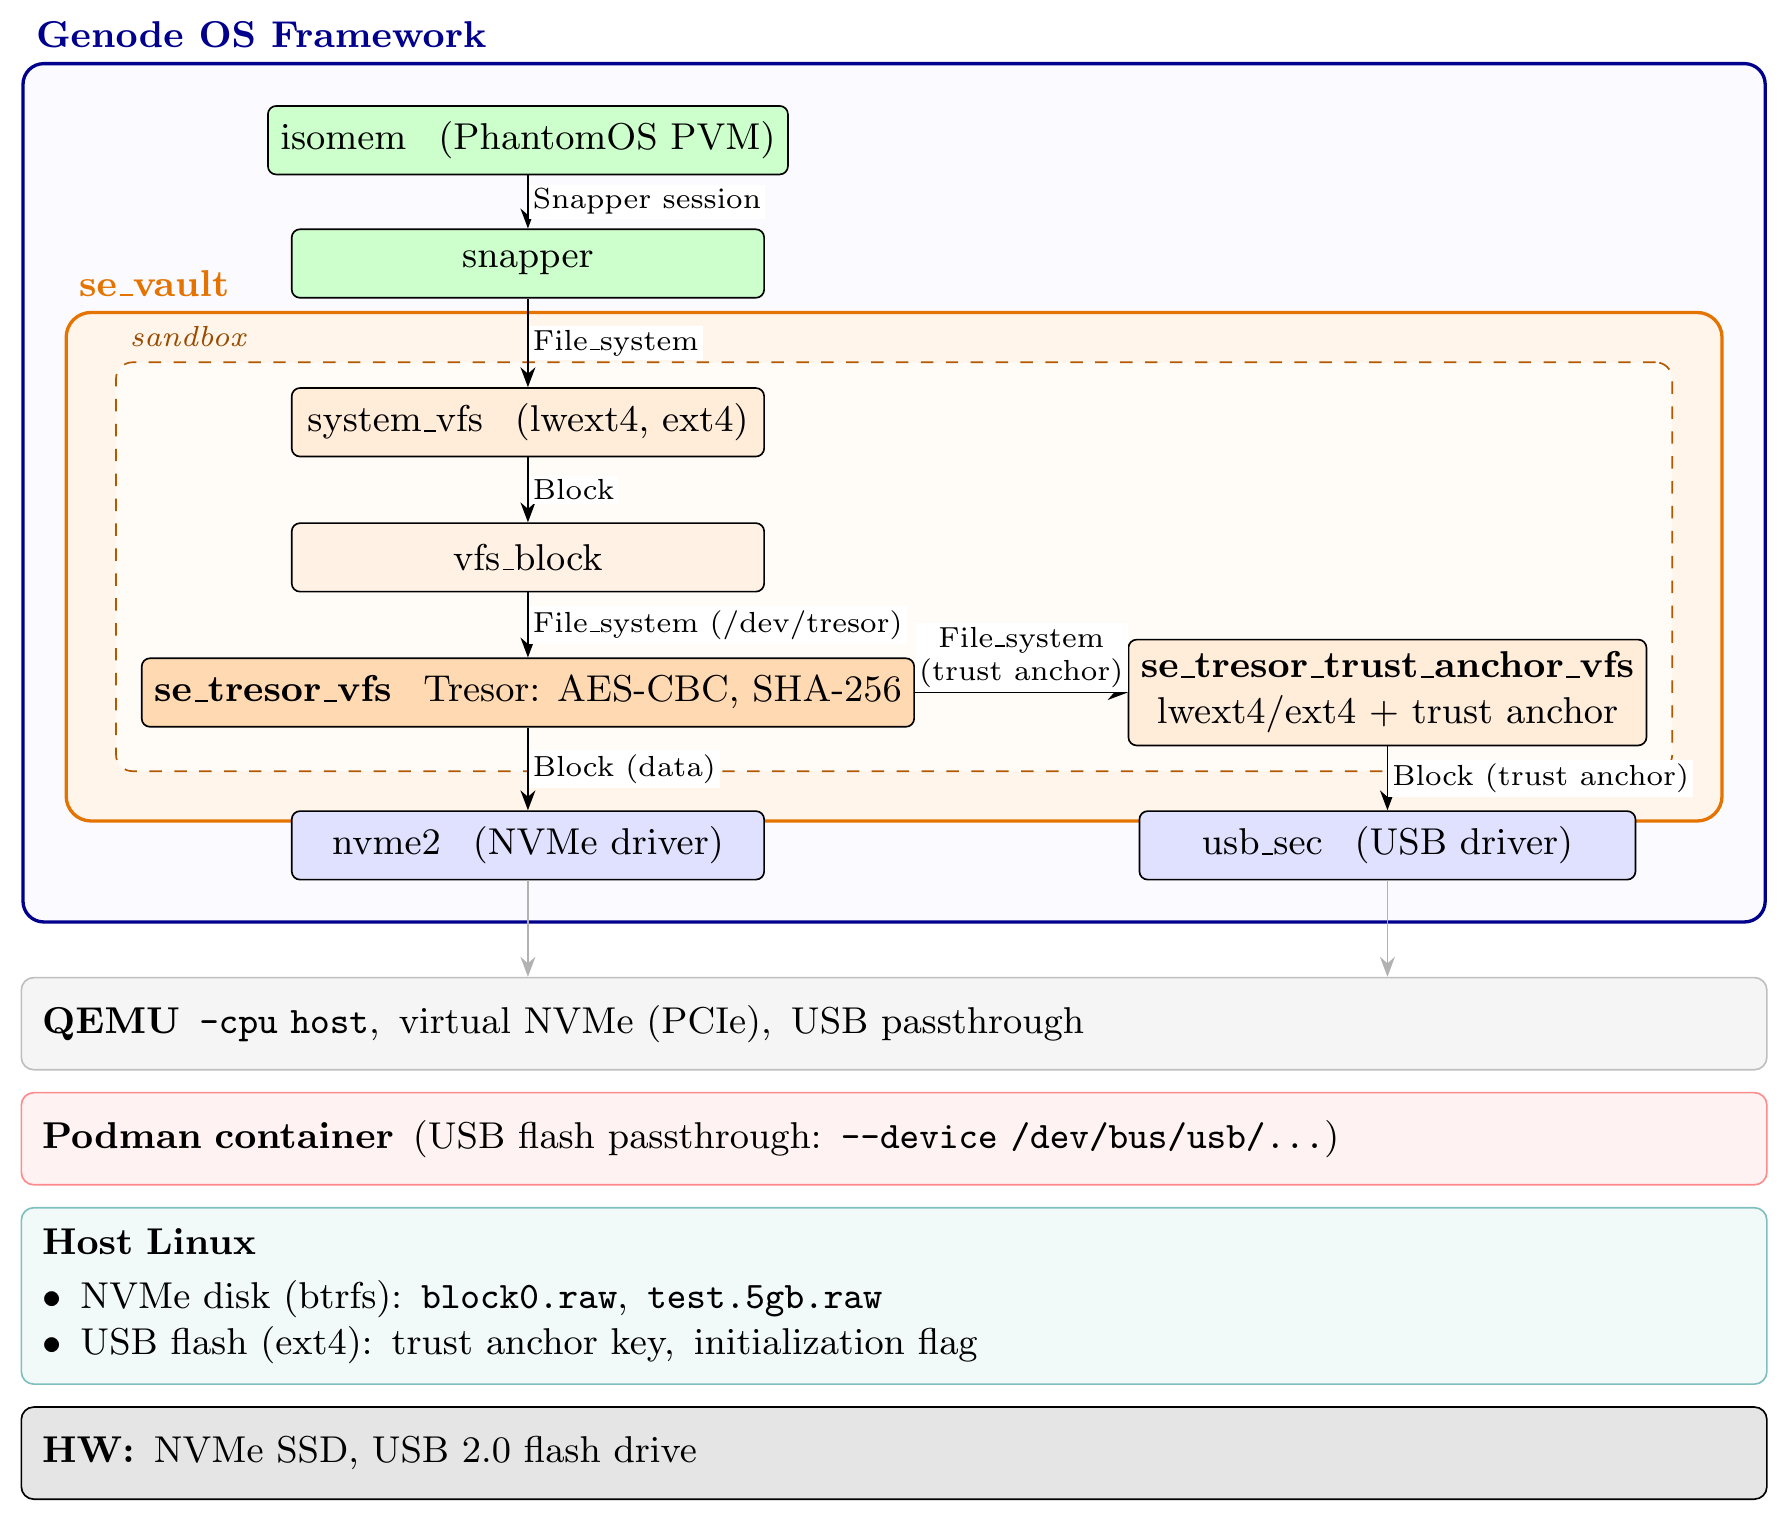 Genode OS Framework
isomem (PhantomOS PVM)
Snapper session
snapper
se_vault
sandbox
File_system
system_vfs (lwext4, ext4)
Block
vfs_block
File_system (/dev/tresor)
File_system
(trust anchor)
se_tresor_vfs Tresor: AES-CBC, SHA-256
se_tresor_trust_anchor_vfs
lwext4/ext4 + trust anchor
Block (data)
Block (trust anchor)
nvme2 (NVMe driver)
usb_sec (USB driver)
QEMU -cpu host, virtual NVMe (PCIe), USB passthrough
Podman container (USB flash passthrough: --device /dev/bus/usb/...)
Host Linux
• NVMe disk (btrfs): block0.raw, test.5gb.raw
• USB flash (ext4): trust anchor key, initialization flag
HW: NVMe SSD, USB 2.0 flash drive